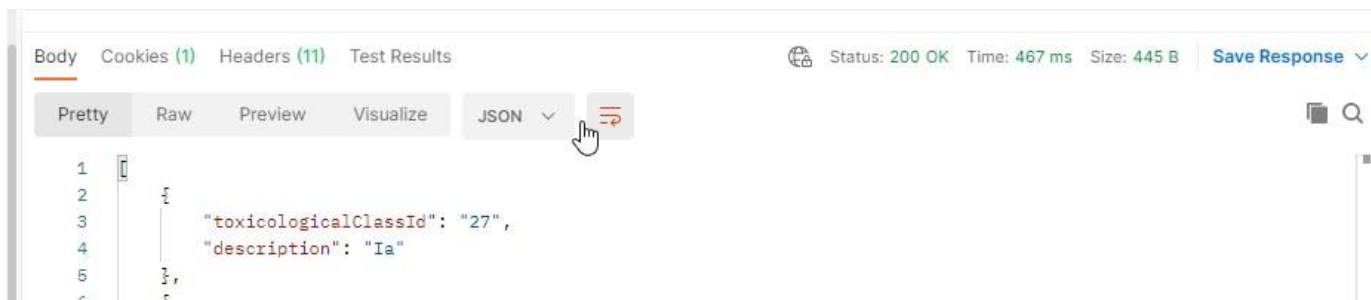 Body Cookies (1) Headers (11) Test Results Status: 200 OK Time: 467 ms Size: 445 B Save Response
Pretty Raw Preview Visualize JSON
1 [
2 {
3 "toxicologicalClassId": "27",
4 "description": "Ia"
5 },